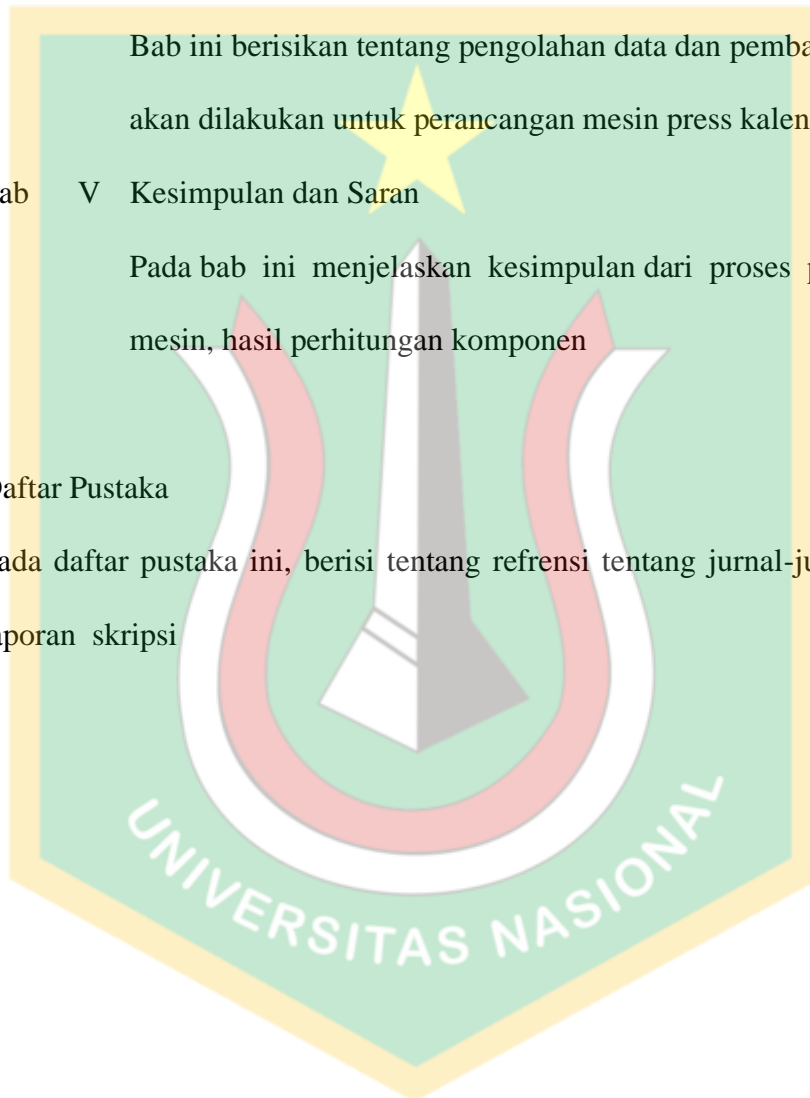 Bab ini berisikan tentang pengolahan data dan pemba
akan dilakukan untuk perancangan mesin press kalen
ab V Kesimpulan dan Saran
Pada bab ini menjelaskan kesimpulan dari proses p
mesin, hasil perhitungan komponen
Daftar Pustaka
ada daftar pustaka ini, berisi tentang refrensi tentang jurnal-ju
aporan skripsi
UNIVERSITAS NASIONAL